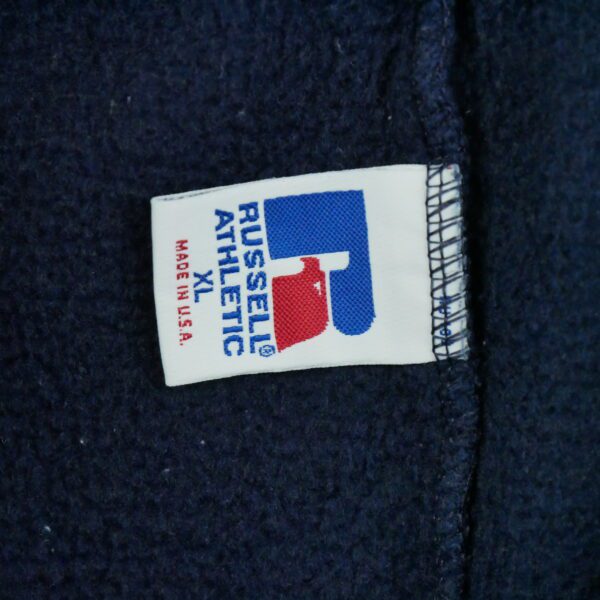 RUSSELL
ATHLETIC®
XL
MADE IN U.S.A.